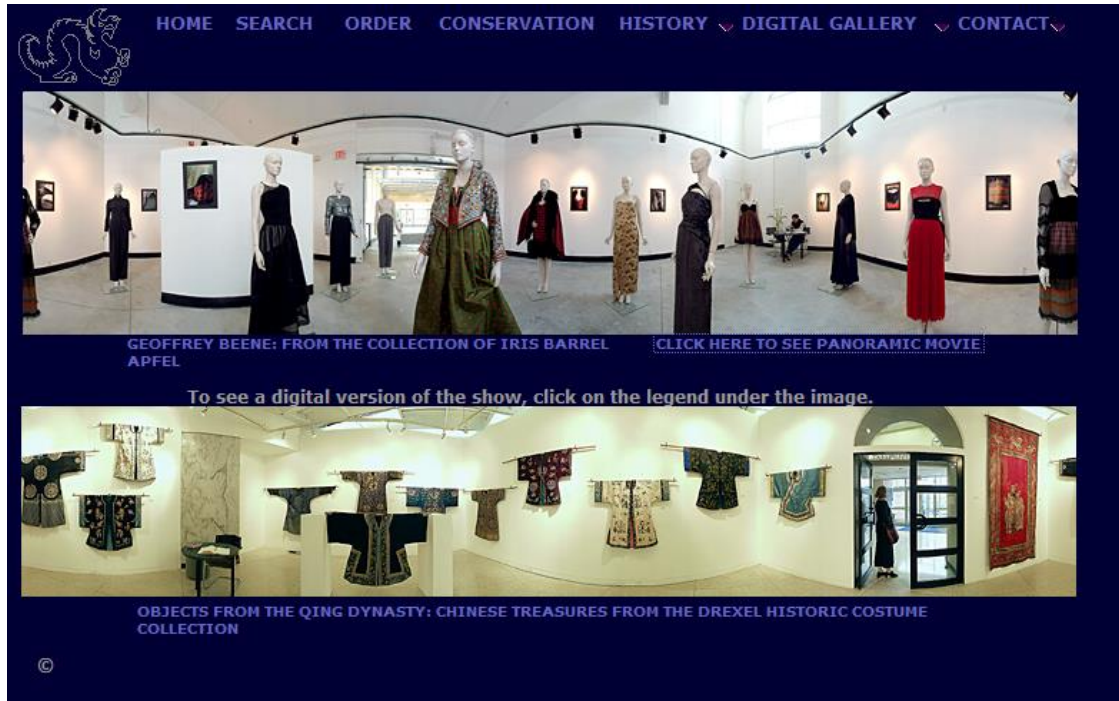 HOME SEARCH ORDER CONSERVATION HISTORY DIGITAL GALLERY CONTACT
GEOFFREY BEENE: FROM THE COLLECTION OF IRIS BARREL
APFEL
CLICK HERE TO SEE PANORAMIC MOVIE
To see a digital version of the show, click on the legend under the image.
OBJECTS FROM THE QING DYNASTY: CHINESE TREASURES FROM THE DREXEL HISTORIC COSTUME
COLLECTION
©